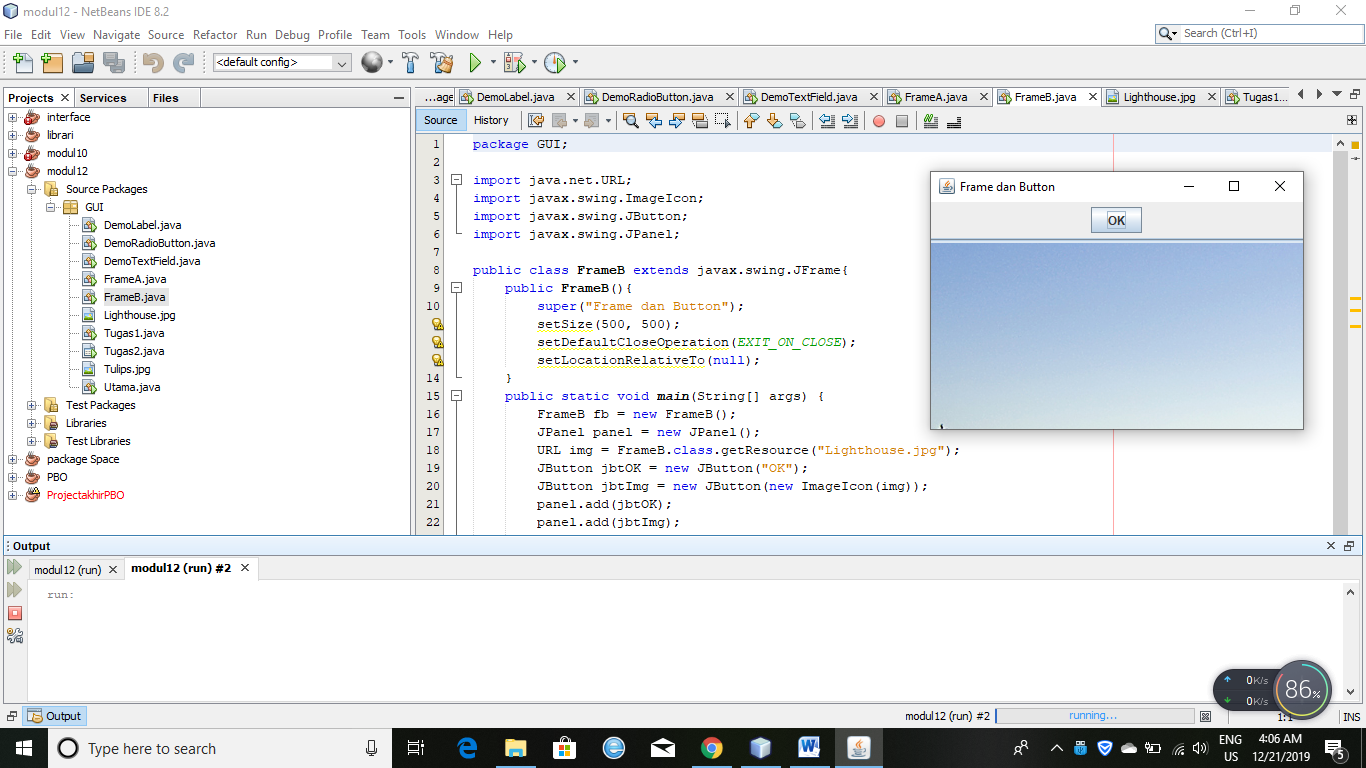 modul12 - NetBeans IDE 8.2
File Edit View Navigate Source Refactor Run Debug Profile Team Tools Window Help
Search (Ctrl+I)
<default config>
Projects Services Files
interface
librari
modul10
modul12
Source Packages
GUI
DemoLabel.java
DemoRadioButton.java
DemoTextField.java
FrameA.java
FrameB.java
Lighthouse.jpg
Tugas1.java
Tugas2.java
Tulips.jpg
Utama.java
Test Packages
Libraries
Test Libraries
package Space
PBO
ProjectakhirPBO
...age DemoLabel.java DemoRadioButton.java DemoTextField.java FrameA.java FrameB.java Lighthouse.jpg Tugas1...
Source History
1 package GUI;
2
3 import java.net.URL;
4 import javax.swing.ImageIcon;
5 import javax.swing.JButton;
6 import javax.swing.JPanel;
7
8 public class FrameB extends javax.swing.JFrame{
9 public FrameB(){
10 super("Frame dan Button");
setSize(500, 500);
setDefaultCloseOperation(EXIT_ON_CLOSE);
setLocationRelativeTo(null);
14 }
15 public static void main(String[] args) {
16 FrameB fb = new FrameB();
17 JPanel panel = new JPanel();
18 URL img = FrameB.class.getResource("Lighthouse.jpg");
19 JButton jbtOK = new JButton("OK");
20 JButton jbtImg = new JButton(new ImageIcon(img));
21 panel.add(jbtOK);
22 panel.add(jbtImg);
Frame dan Button
OK
Output
modul12 (run) modul12 (run) #2
run:
0K/s
0K/s
86%
Output
modul12 (run) #2 running... 1:1 INS
Type here to search
ENG
US
4:06 AM
12/21/2019
5